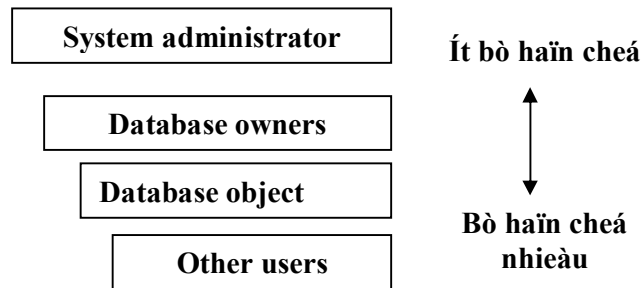 System administrator
Ít bò haïn cheá
Database owners
Database object
Bò haïn cheá
nhieàu
Other users